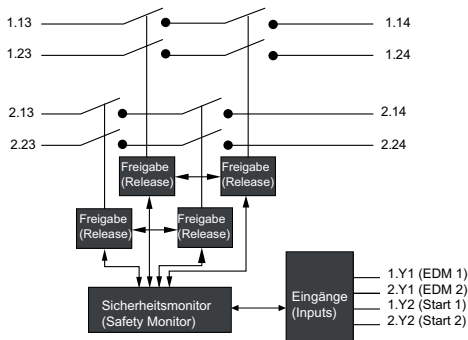 1.13 1.14
1.23 1.24
2.13 2.14
2.23 2.24
Freigabe
(Release)
Freigabe
(Release)
Freigabe
(Release)
Freigabe
(Release)
Sicherheitsmonitor
(Safety Monitor)
Eingänge
(Inputs)
1.Y1 (EDM 1)
2.Y1 (EDM 2)
1.Y2 (Start 1)
2.Y2 (Start 2)